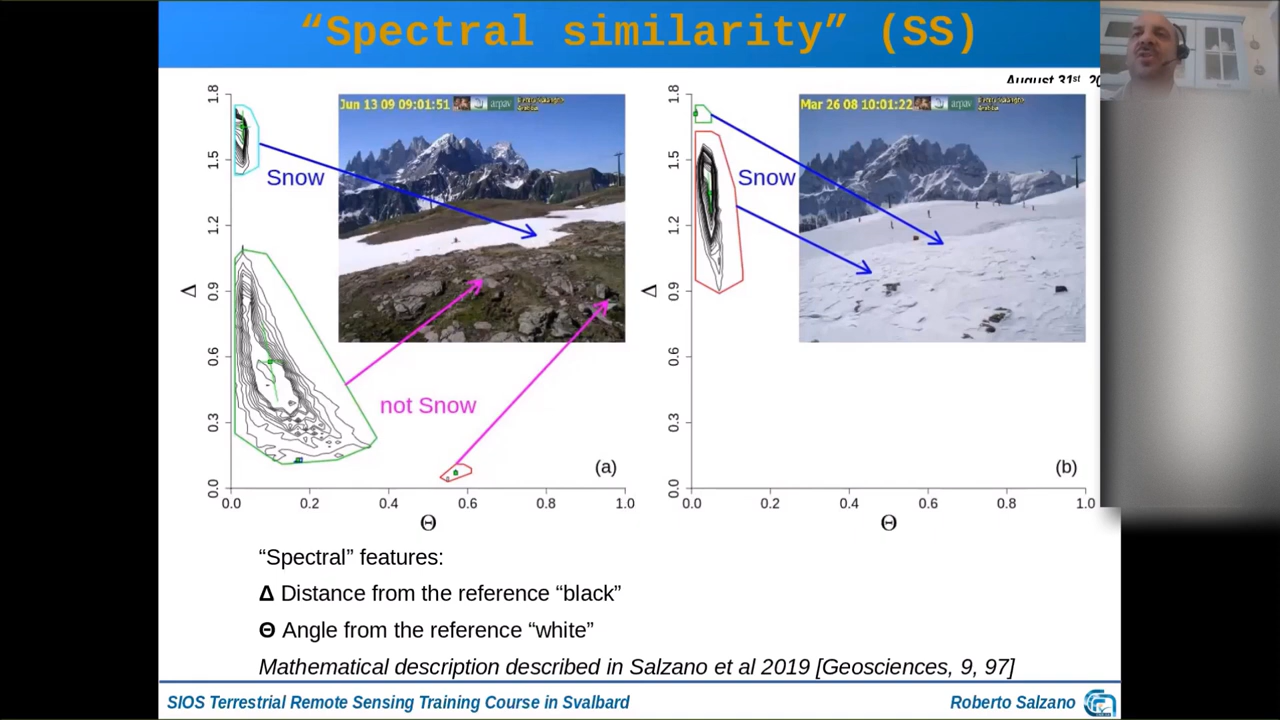 “Spectral similarity” (SS)
August 31st 20
Jun 13 09 09:01:51
arpav
Mar 26 08 10:01:22
arpav
1.8
1.5
1.2
0.9
0.6
0.3
0.0
Δ
Snow
not Snow
(a)
0.0 0.2 0.4 0.6 0.8 1.0
Θ
1.8
1.5
1.2
0.9
0.6
0.3
0.0
Δ
Snow
(b)
0.0 0.2 0.4 0.6 0.8 1.0
Θ
“Spectral” features:
Δ Distance from the reference “black”
Θ Angle from the reference “white”
Mathematical description described in Salzano et al 2019 [Geosciences, 9, 97]
SIOS Terrestrial Remote Sensing Training Course in Svalbard
Roberto Salzano